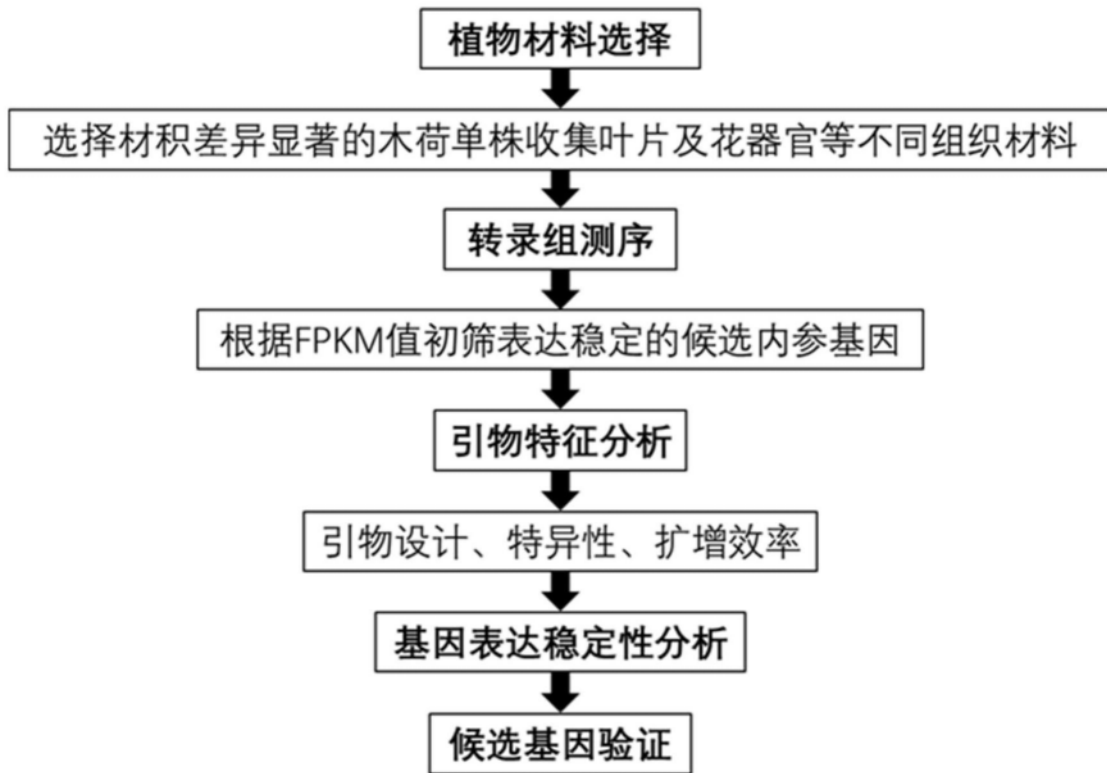 植物材料选择
选择材积差异显著的木荷单株收集叶片及花器官等不同组织材料
转录组测序
根据FPKM值初筛表达稳定的候选内参基因
引物特征分析
引物设计、特异性、扩增效率
基因表达稳定性分析
候选基因验证